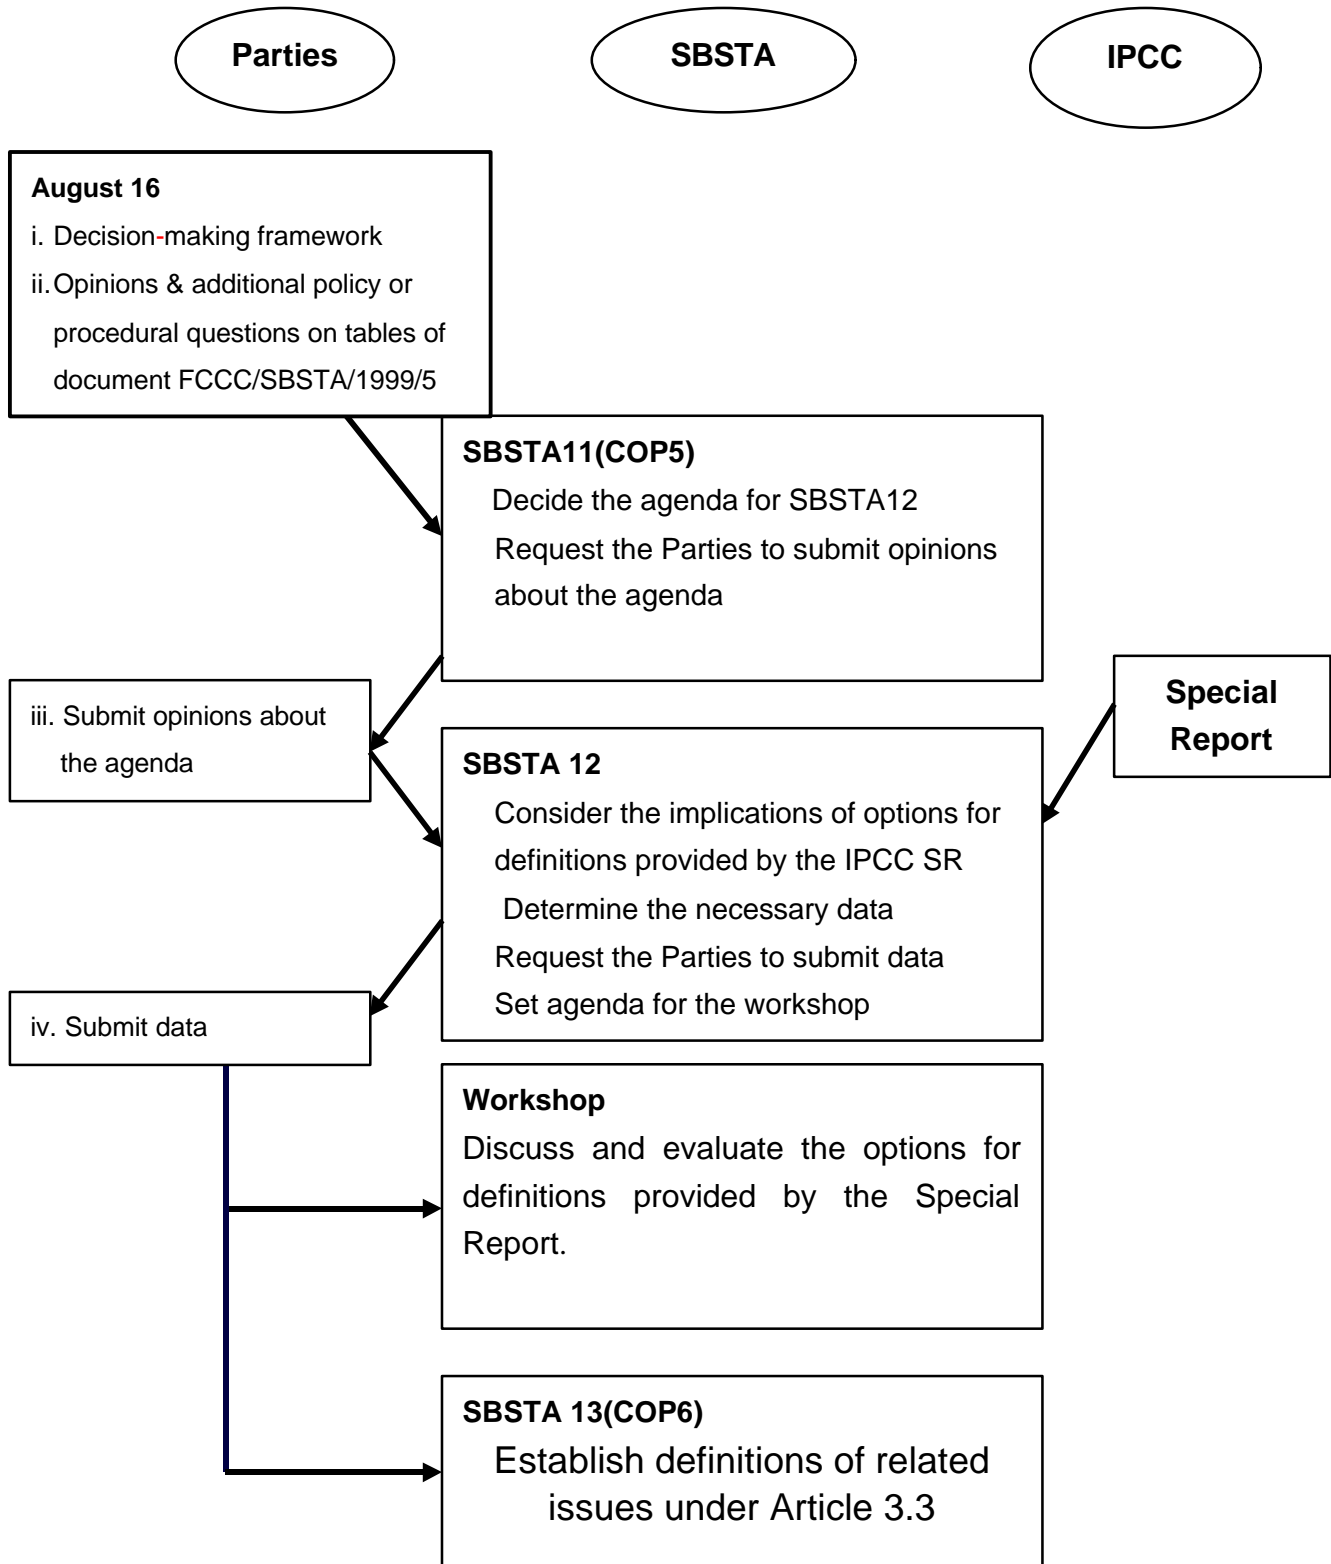 Parties
SBSTA
IPCC
August 16
i. Decision-making framework
ii. Opinions & additional policy or
procedural questions on tables of
document FCCC/SBSTA/1999/5
SBSTA11(COP5)
Decide the agenda for SBSTA12
Request the Parties to submit opinions
about the agenda
Special
Report
iii. Submit opinions about
the agenda
SBSTA 12
Consider the implications of options for
definitions provided by the IPCC SR
Determine the necessary data
Request the Parties to submit data
Set agenda for the workshop
iv. Submit data
Workshop
Discuss and evaluate the options for
definitions provided by the Special
Report.
SBSTA 13(COP6)
Establish definitions of related
issues under Article 3.3